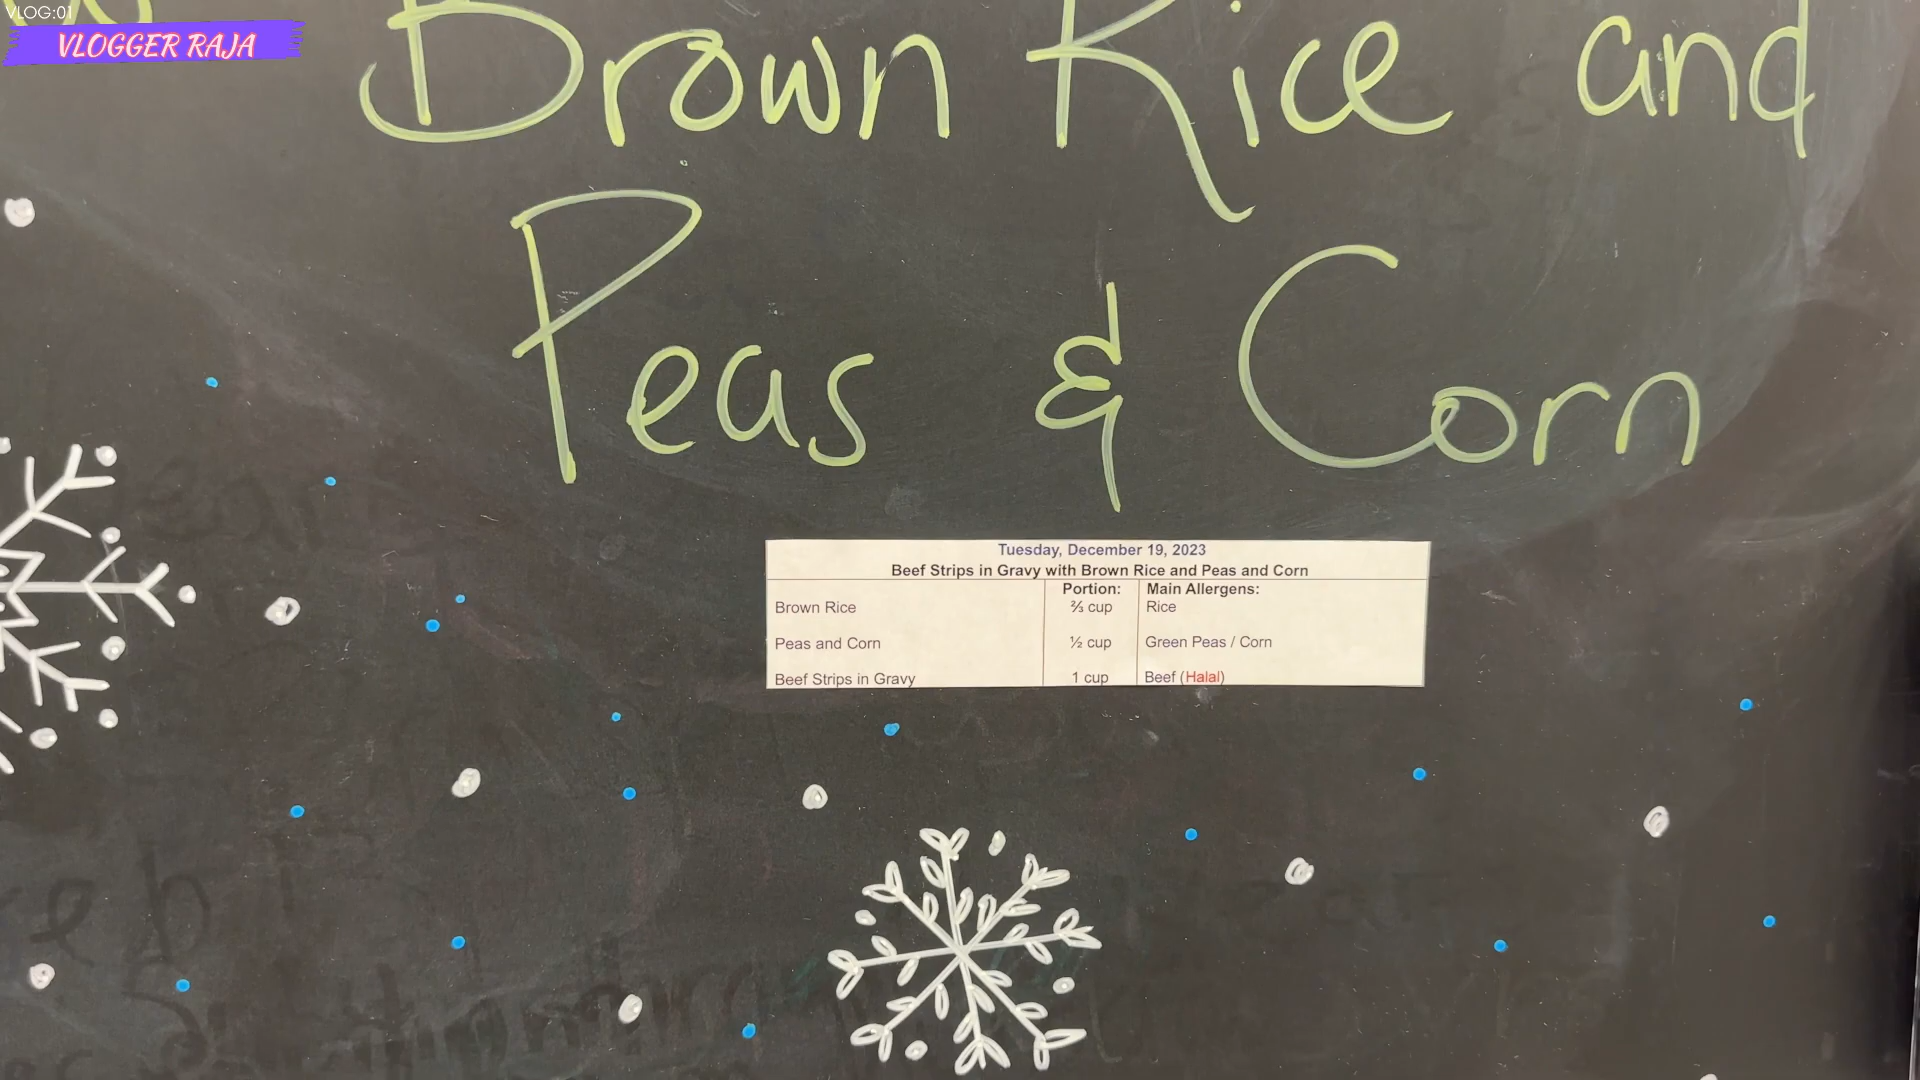 VLOG:01
VLOGGER RAJA
Brown Rice and
Peas & Corn
Tuesday, December 19, 2023
Beef Strips in Gravy with Brown Rice and Peas and Corn
Portion: Main Allergens:
Brown Rice ⅔ cup Rice
Peas and Corn ½ cup Green Peas / Corn
Beef Strips in Gravy 1 cup Beef (Halal)